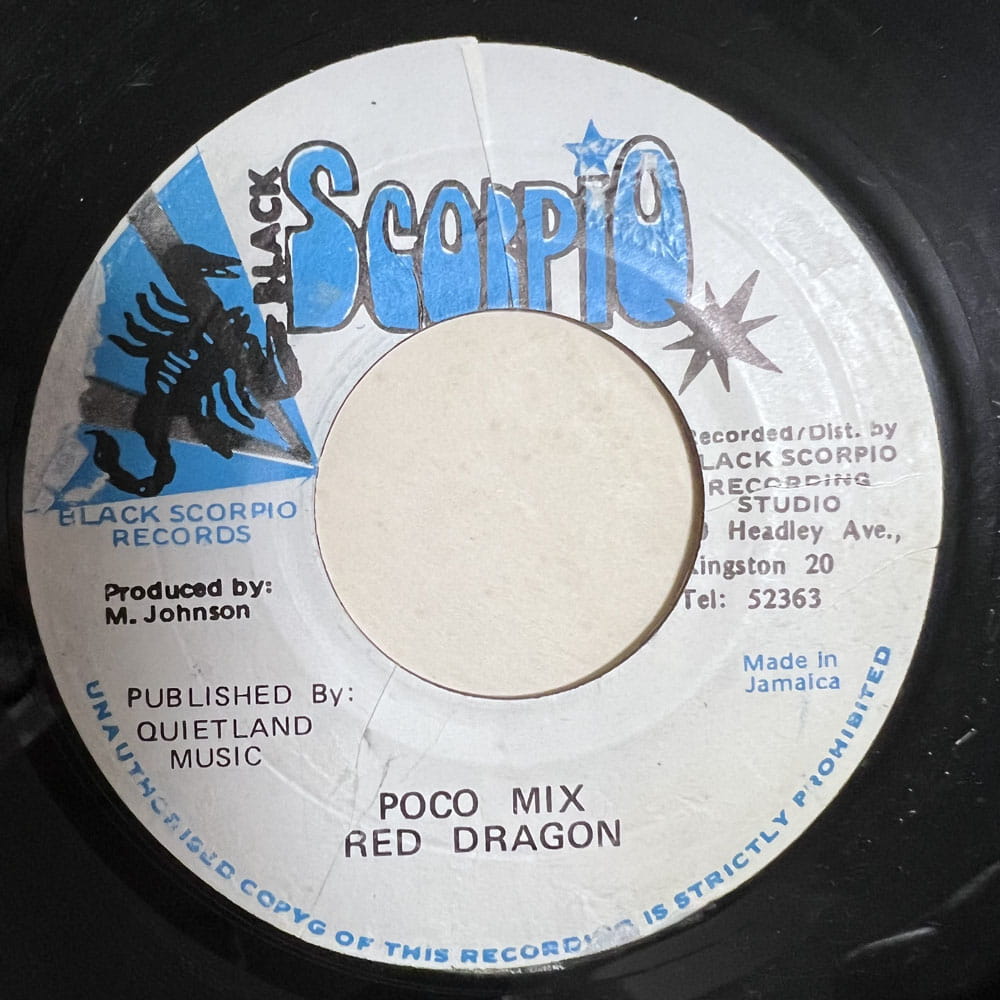 BLACK
SCORPiO
BLACK SCORPIO
RECORDS
Produced by:
M. Johnson
PUBLISHED By:
QUIETLAND
MUSIC
ecorded/Dist. by
LACK SCORPIO
RECORDING
STUDIO
Headley Ave.,
ingston 20
Tel: 52363
Made in
Jamaica
POCO MIX
RED DRAGON
UNAUTHORISED COPYG OF THIS RECORDING IS STRICTLY PROHIBITED